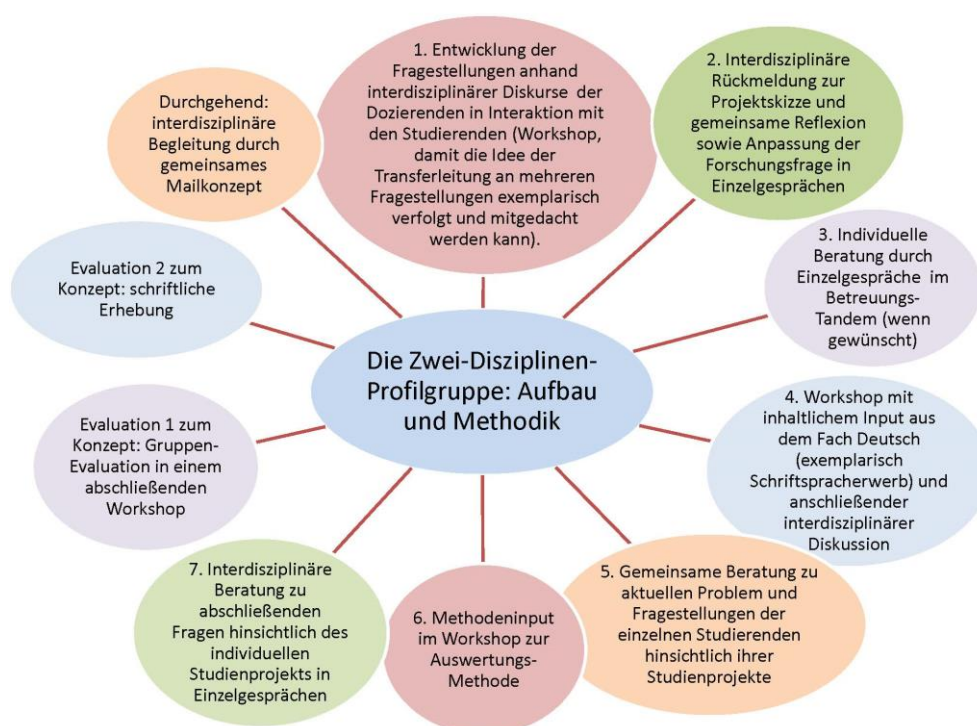 1. Entwicklung der
Fragestellungen anhand
interdisziplinärer Diskurse der
Dozierenden in Interaktion mit
den Studierenden (Workshop,
damit die Idee der
Transferleitung an mehreren
Fragestellungen exemplarisch
verfolgt und mitgedacht
werden kann).
2. Interdisziplinäre
Rückmeldung zur
Projektskizze und
gemeinsame Reflexion
sowie Anpassung der
Forschungsfrage in
Einzelgesprächen
3. Individuelle
Beratung durch
Einzelgespräche im
Betreuungs-
Tandem (wenn
gewünscht)
4. Workshop mit
inhaltlichem Input aus
dem Fach Deutsch
(exemplarisch
Schriftspracherwerb) und
anschließender
interdisziplinärer
Diskussion
5. Gemeinsame Beratung zu
aktuellen Problem und
Fragestellungen der
einzelnen Studierenden
hinsichtlich ihrer
Studienprojekte
6. Methodeninput
im Workshop zur
Auswertungs-
Methode
7. Interdisziplinäre
Beratung zu
abschließenden
Fragen hinsichtlich des
individuellen
Studienprojekts in
Einzelgesprächen
Evaluation 1 zum
Konzept: Gruppen-
Evaluation in einem
abschließenden
Workshop
Evaluation 2 zum
Konzept: schriftliche
Erhebung
Durchgehend:
interdisziplinäre
Begleitung durch
gemeinsames
Mailkonzept
Die Zwei-Disziplinen-
Profilgruppe: Aufbau
und Methodik